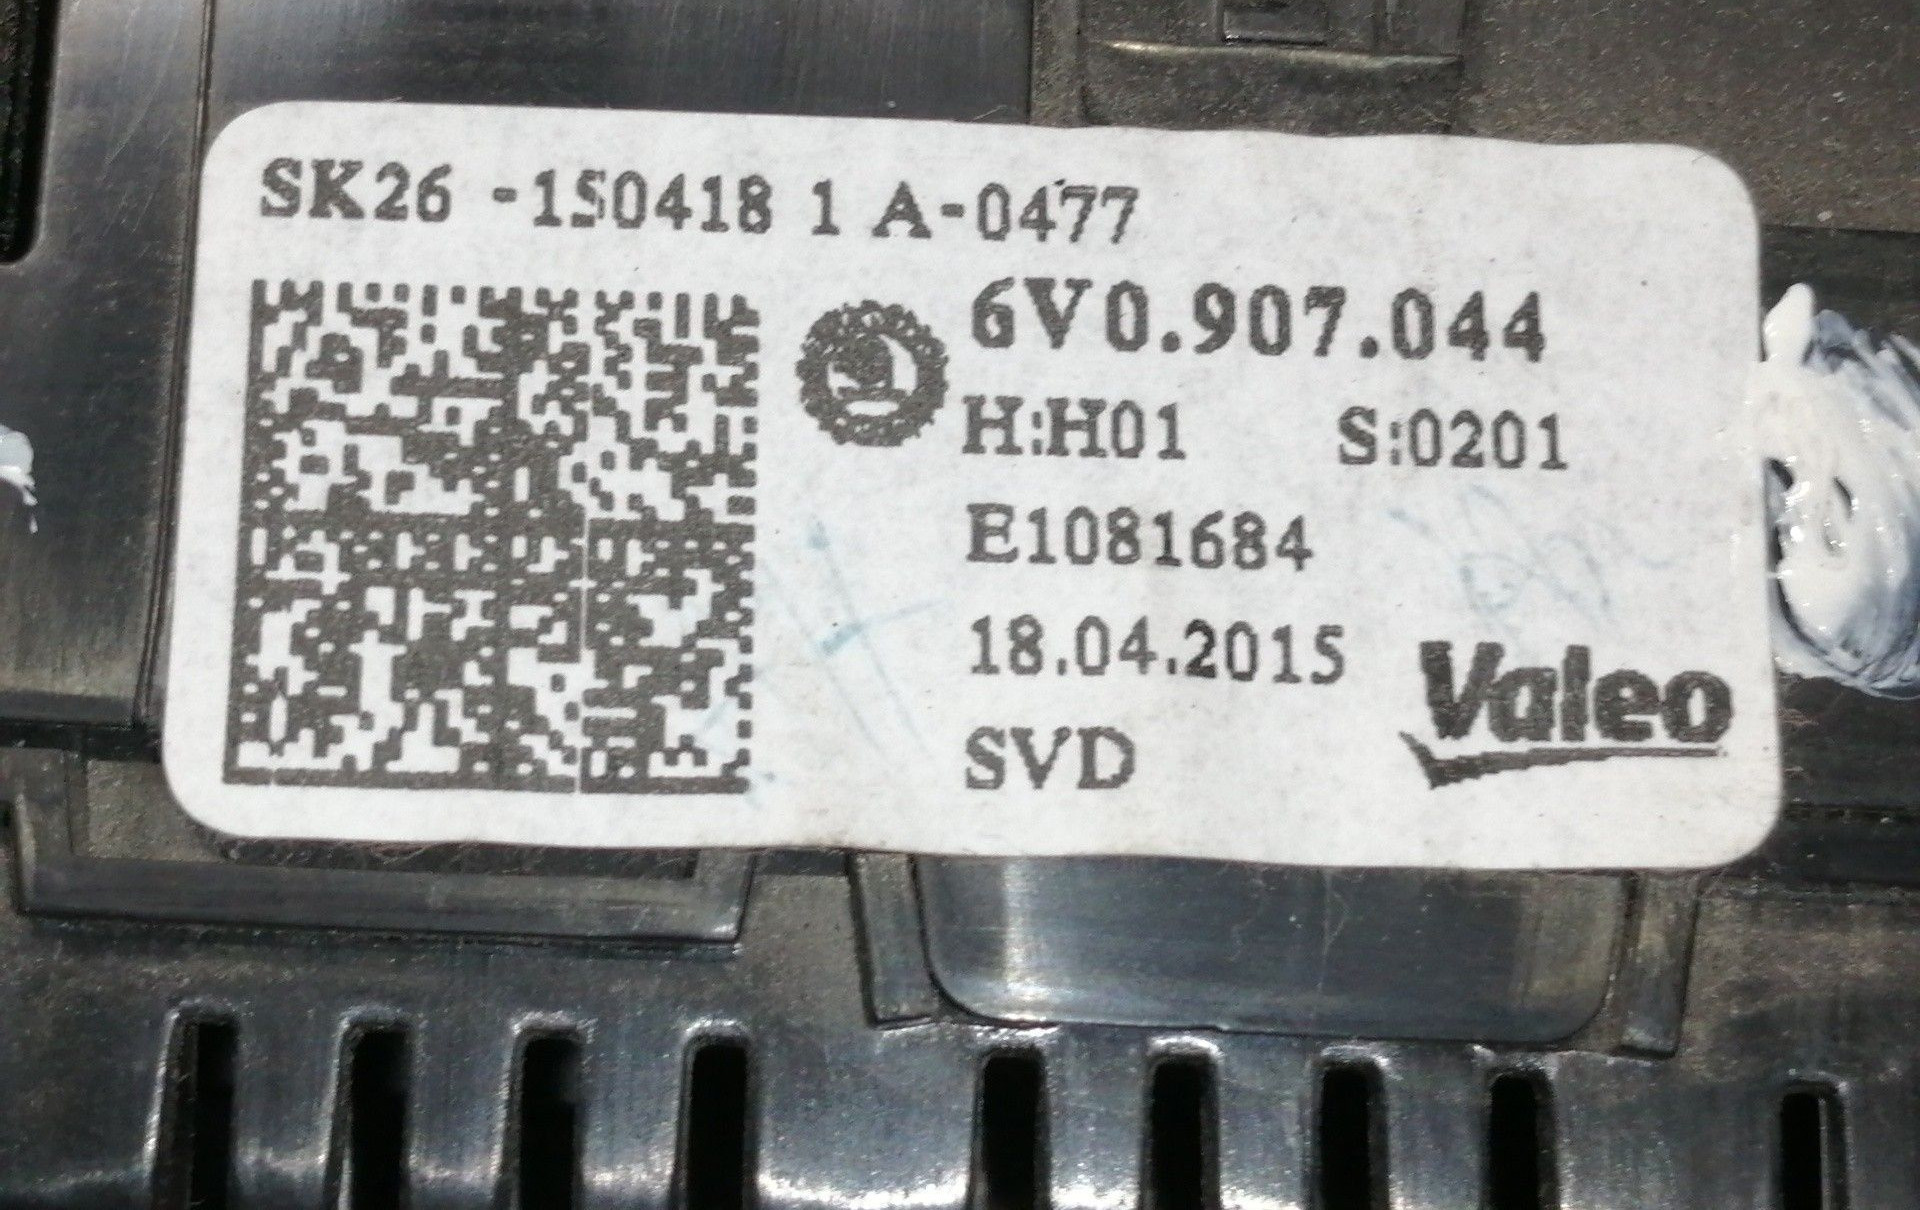 SK26 -150418 1 A-0477
6V0.907.044
H:H01 S:0201
E1081684
18.04.2015
SVD
Valeo